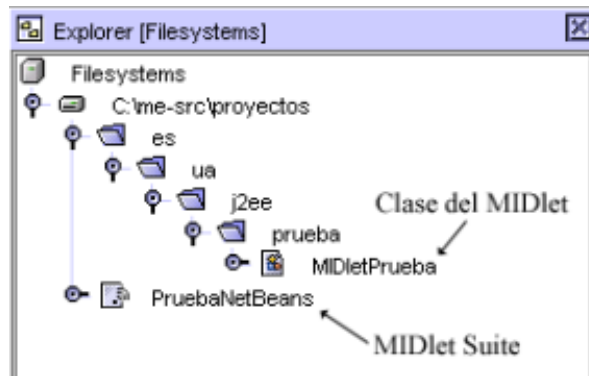 Explorer [Filesystems]
Filesystems
C:\me-src\proyectos
es
ua
j2ee
Clase del MIDlet
prueba
MIDletPrueba
PruebaNetBeans
MIDlet Suite